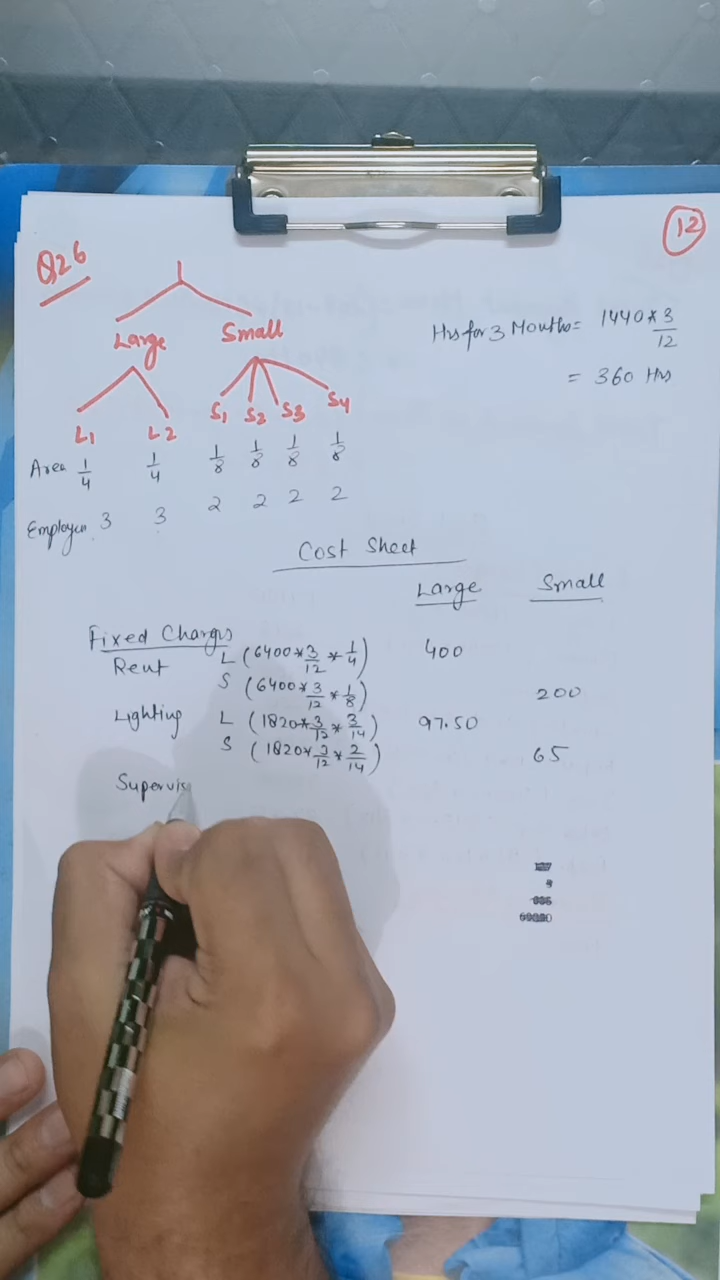 Q26
12
Large Small
Hrs for 3 Months = 1440 * 3/12
= 360 Hrs
L1 L2 S1 S2 S3 S4
Area 1/4 1/4 1/8 1/8 1/8 1/8
3 3 2 2 2 2
Cost Sheet
Large Small
Fixed Charges
Rent L (6400 * 3/12 * 1/4) 400
S (6400 * 3/12 * 1/8) 200
Lighting L (1820 * 3/12 * 3/14) 97.50
S (1820 * 3/12 * 2/14) 65
Supervis